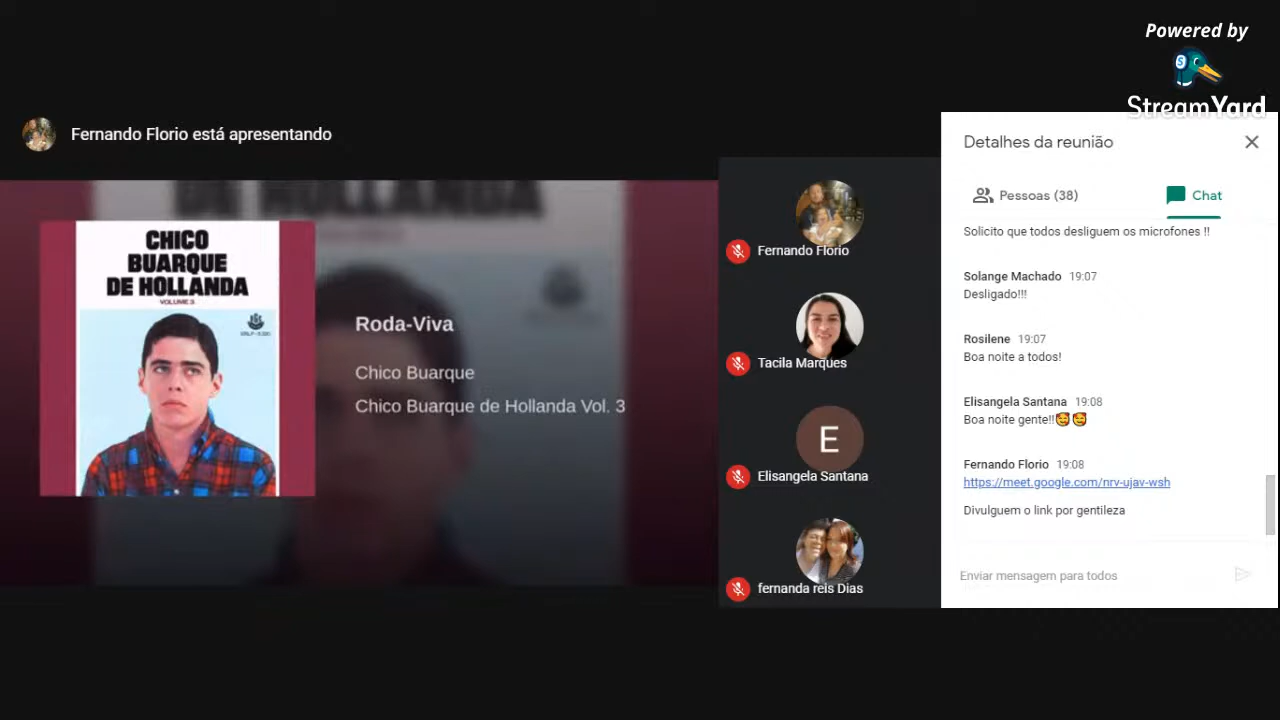 Powered by
StreamYard
Fernando Florio está apresentando
DE HOLLANDA
CHICO
BUARQUE
DE HOLLANDA
VOLUME 3
Roda-Viva
Chico Buarque
Chico Buarque de Hollanda Vol. 3
Fernando Florio
Tacila Marques
E
Elisangela Santana
fernanda reis Dias
Detalhes da reunião
Pessoas (38)
Chat
Solicito que todos desliguem os microfones !!
Solange Machado 19:07
Desligado!!!
Rosilene 19:07
Boa noite a todos!
Elisangela Santana 19:08
Boa noite gente!!🥰🥰
Fernando Florio 19:08
https://meet.google.com/nrv-ujav-wsh
Divulguem o link por gentileza
Enviar mensagem para todos